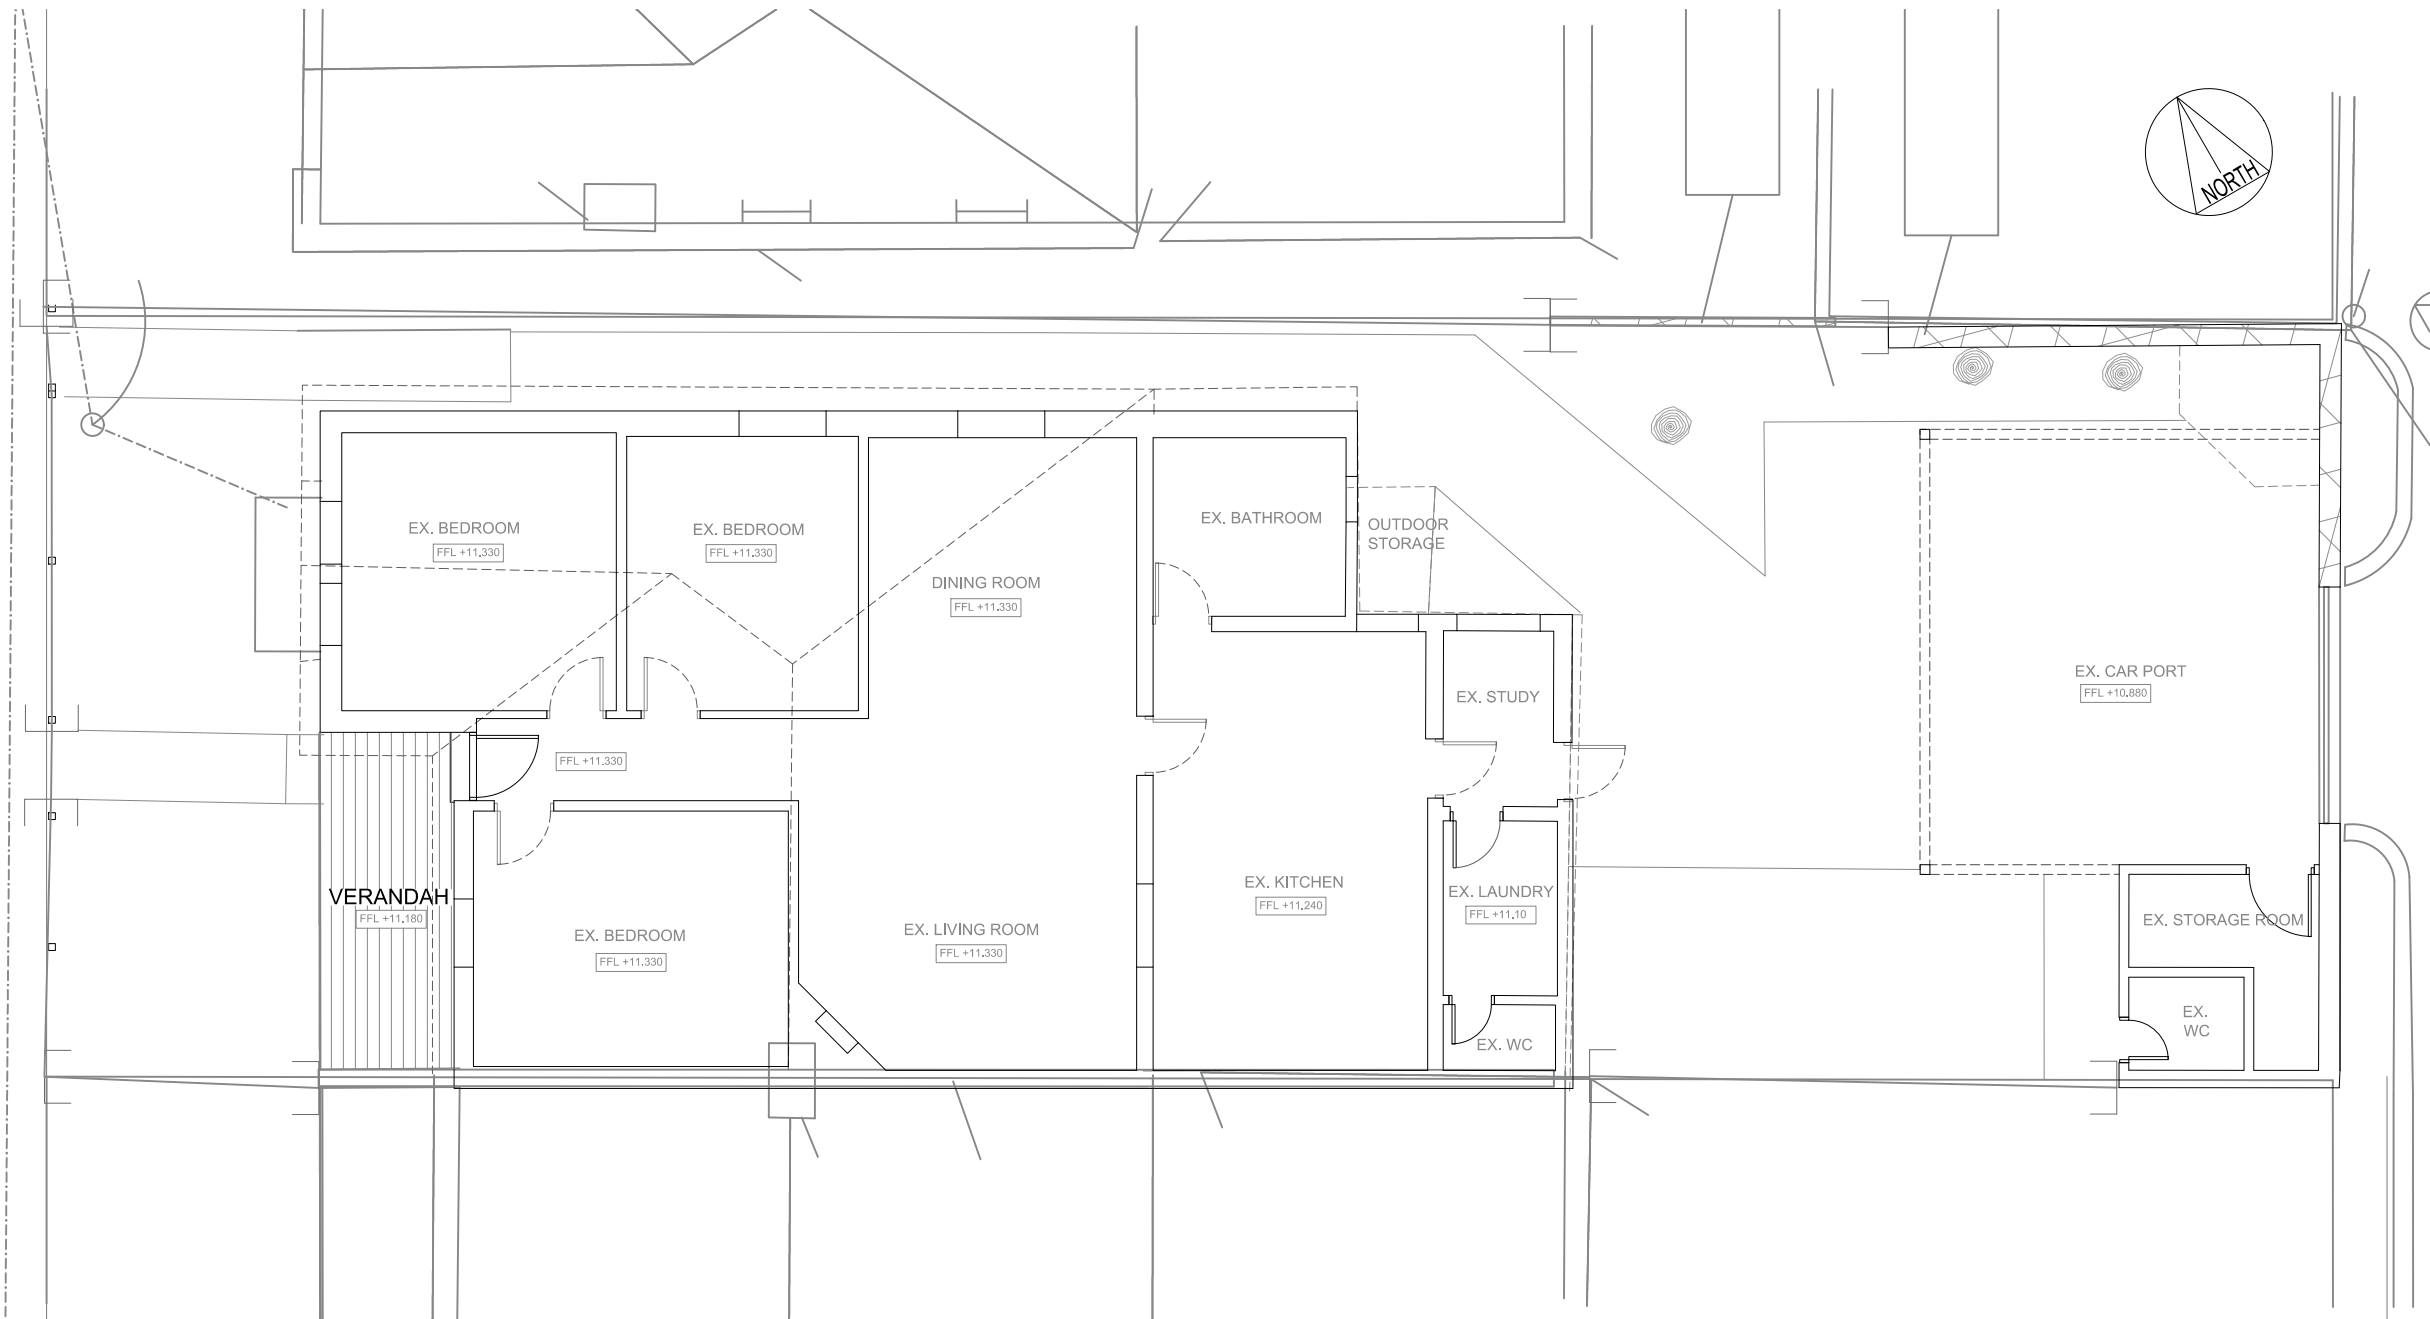 NORTH
EX. BEDROOM
FFL +11.330
EX. BEDROOM
FFL +11.330
DINING ROOM
FFL +11.330
EX. BATHROOM
OUTDOOR
STORAGE
EX. STUDY
EX. CAR PORT
FFL +10.880
FFL +11.330
VERANDAH
FFL +11.180
EX. BEDROOM
FFL +11.330
EX. LIVING ROOM
FFL +11.330
EX. KITCHEN
FFL +11.240
EX. LAUNDRY
FFL +11.10
EX. WC
EX. STORAGE ROOM
EX.
WC